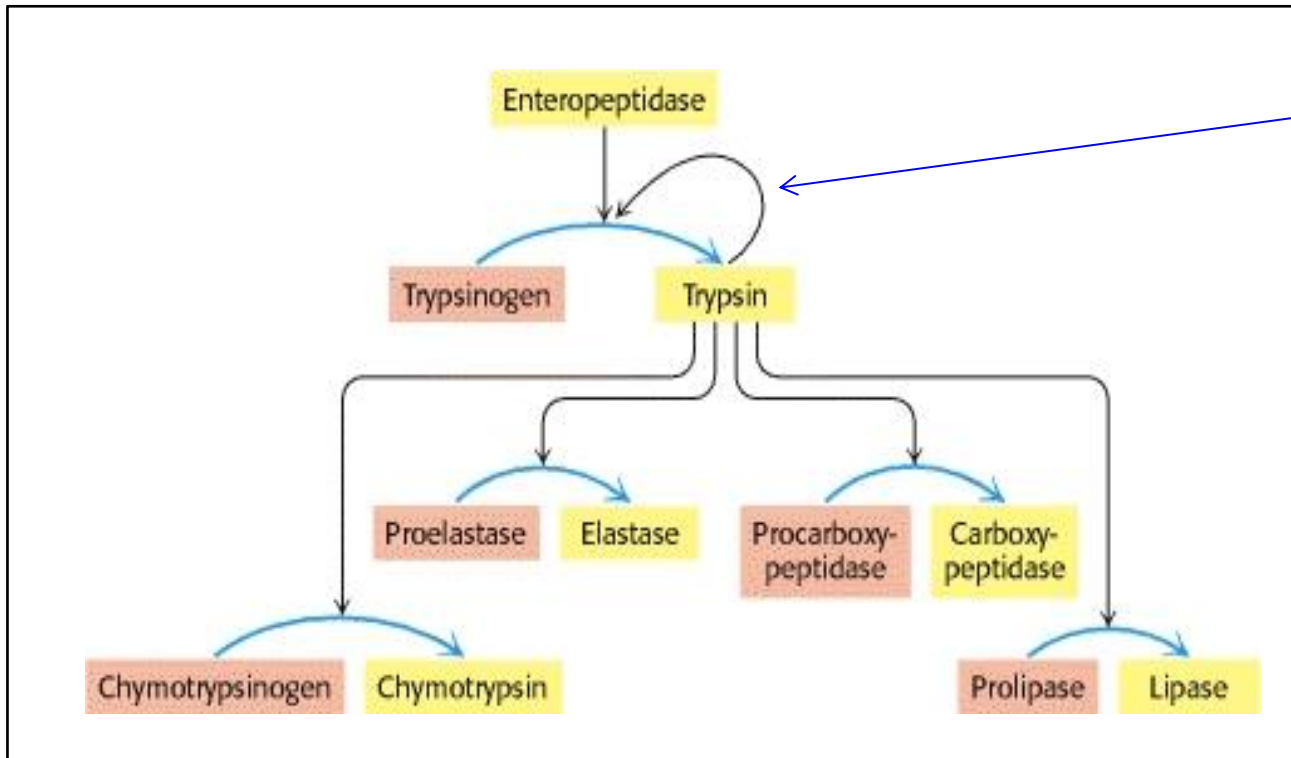 Enteropeptidase
Trypsinogen
Trypsin
Proelastase
Elastase
Procarboxy-
peptidase
Carboxy-
peptidase
Chymotrypsinogen
Chymotrypsin
Prolipase
Lipase